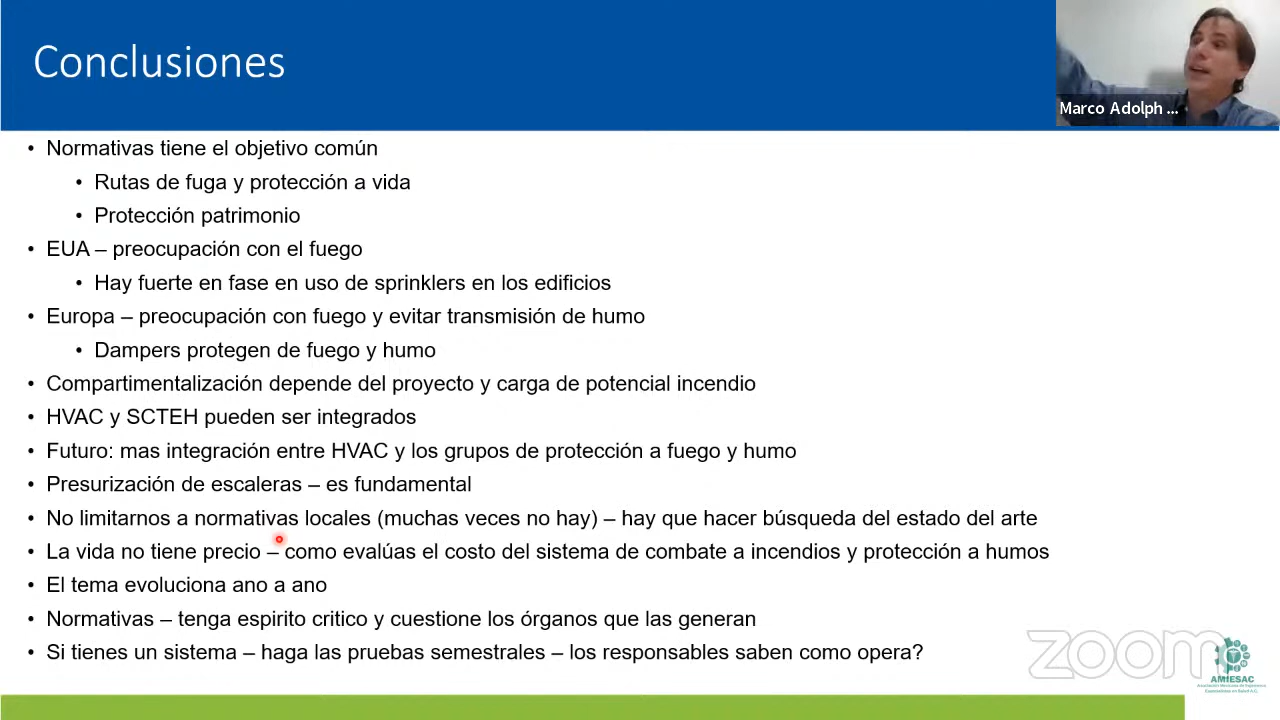 Conclusiones
Marco Adolph ...
• Normativas tiene el objetivo común
• Rutas de fuga y protección a vida
• Protección patrimonio
• EUA – preocupación con el fuego
• Hay fuerte en fase en uso de sprinklers en los edificios
• Europa – preocupación con fuego y evitar transmisión de humo
• Dampers protegen de fuego y humo
• Compartimentalización depende del proyecto y carga de potencial incendio
• HVAC y SCTEH pueden ser integrados
• Futuro: mas integración entre HVAC y los grupos de protección a fuego y humo
• Presurización de escaleras – es fundamental
• No limitarnos a normativas locales (muchas veces no hay) – hay que hacer búsqueda del estado del arte
• La vida no tiene precio – como evalúas el costo del sistema de combate a incendios y protección a humos
• El tema evoluciona ano a ano
• Normativas – tenga espirito critico y cuestione los órganos que las generan
• Si tienes un sistema – haga las pruebas semestrales – los responsables saben como opera?
zoom
AMIESAC